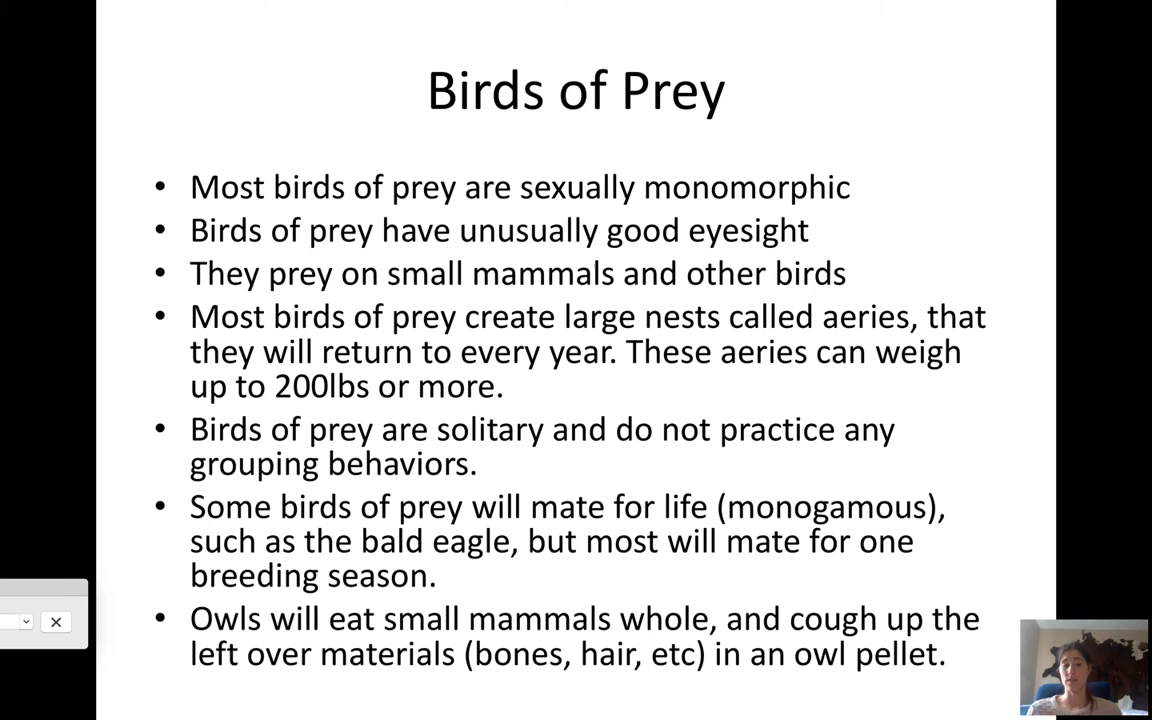 Birds of Prey
• Most birds of prey are sexually monomorphic
• Birds of prey have unusually good eyesight
• They prey on small mammals and other birds
• Most birds of prey create large nests called aeries, that
they will return to every year. These aeries can weigh
up to 200lbs or more.
• Birds of prey are solitary and do not practice any
grouping behaviors.
• Some birds of prey will mate for life (monogamous),
such as the bald eagle, but most will mate for one
breeding season.
• Owls will eat small mammals whole, and cough up the
left over materials (bones, hair, etc) in an owl pellet.